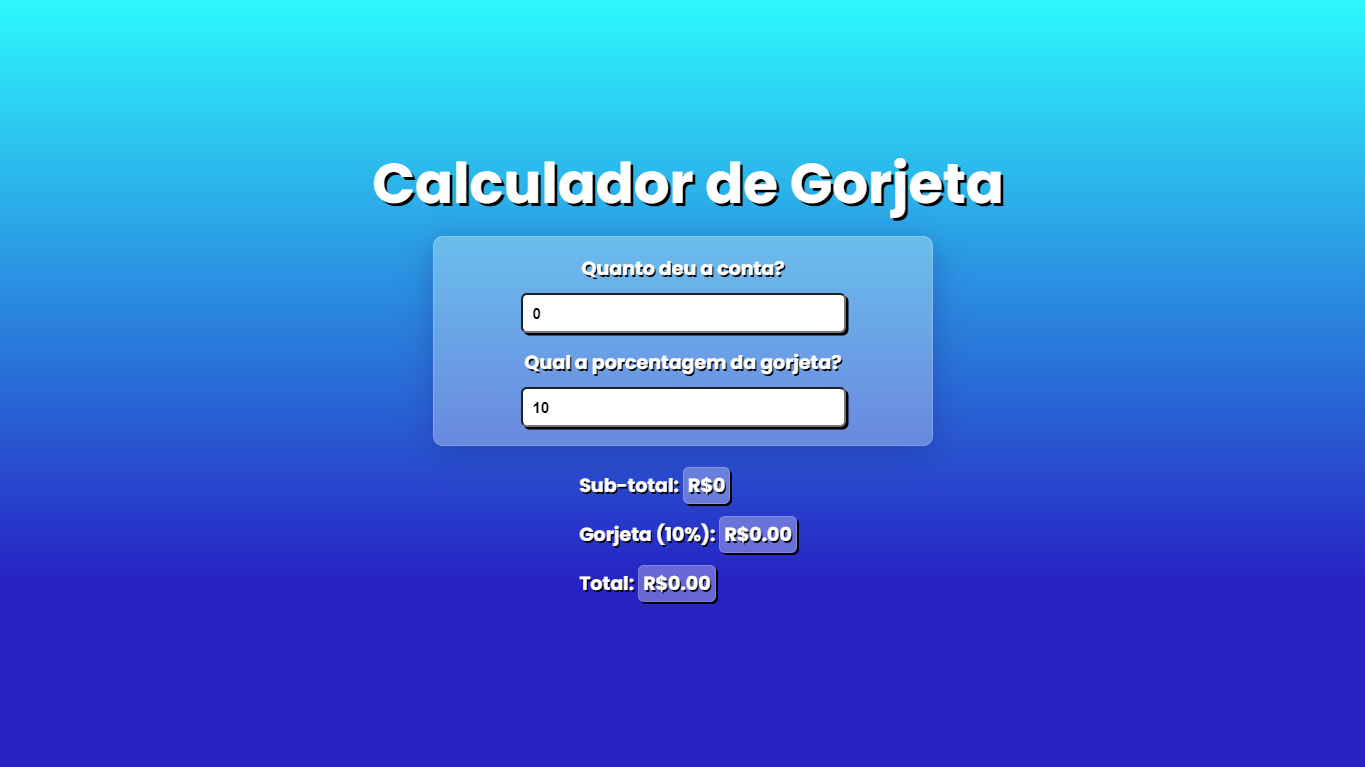 Calculador de Gorjeta
Quanto deu a conta?
0
Qual a porcentagem da gorjeta?
10
Sub-total: R$0
Gorjeta (10%): R$0.00
Total: R$0.00